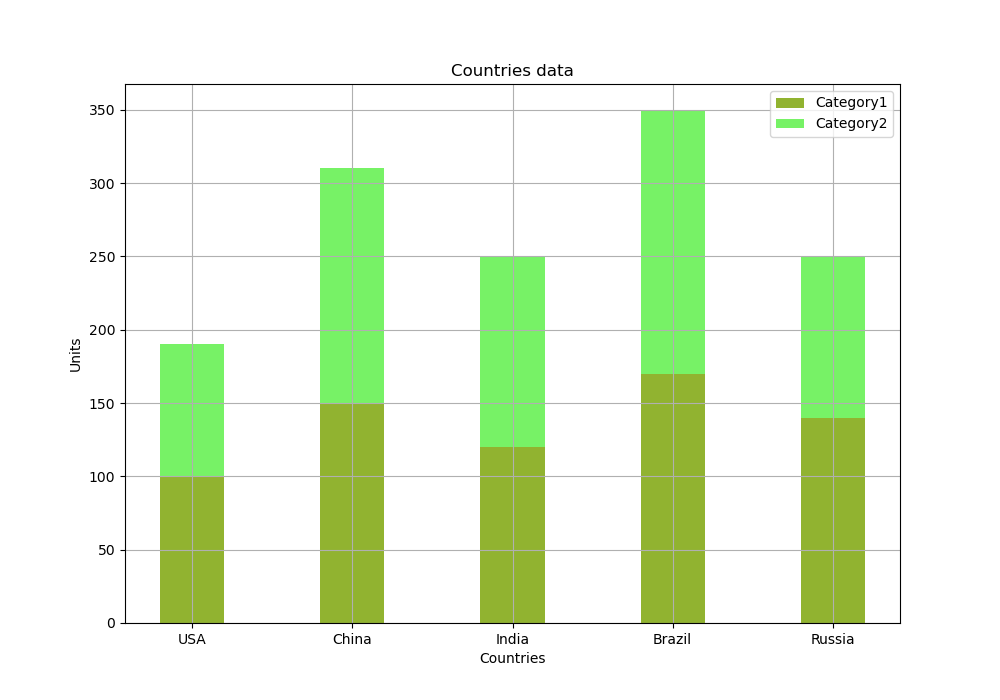 Countries data
Category1
Category2
Units
350
300
250
200
150
100
50
0
USA China India Brazil Russia
Countries